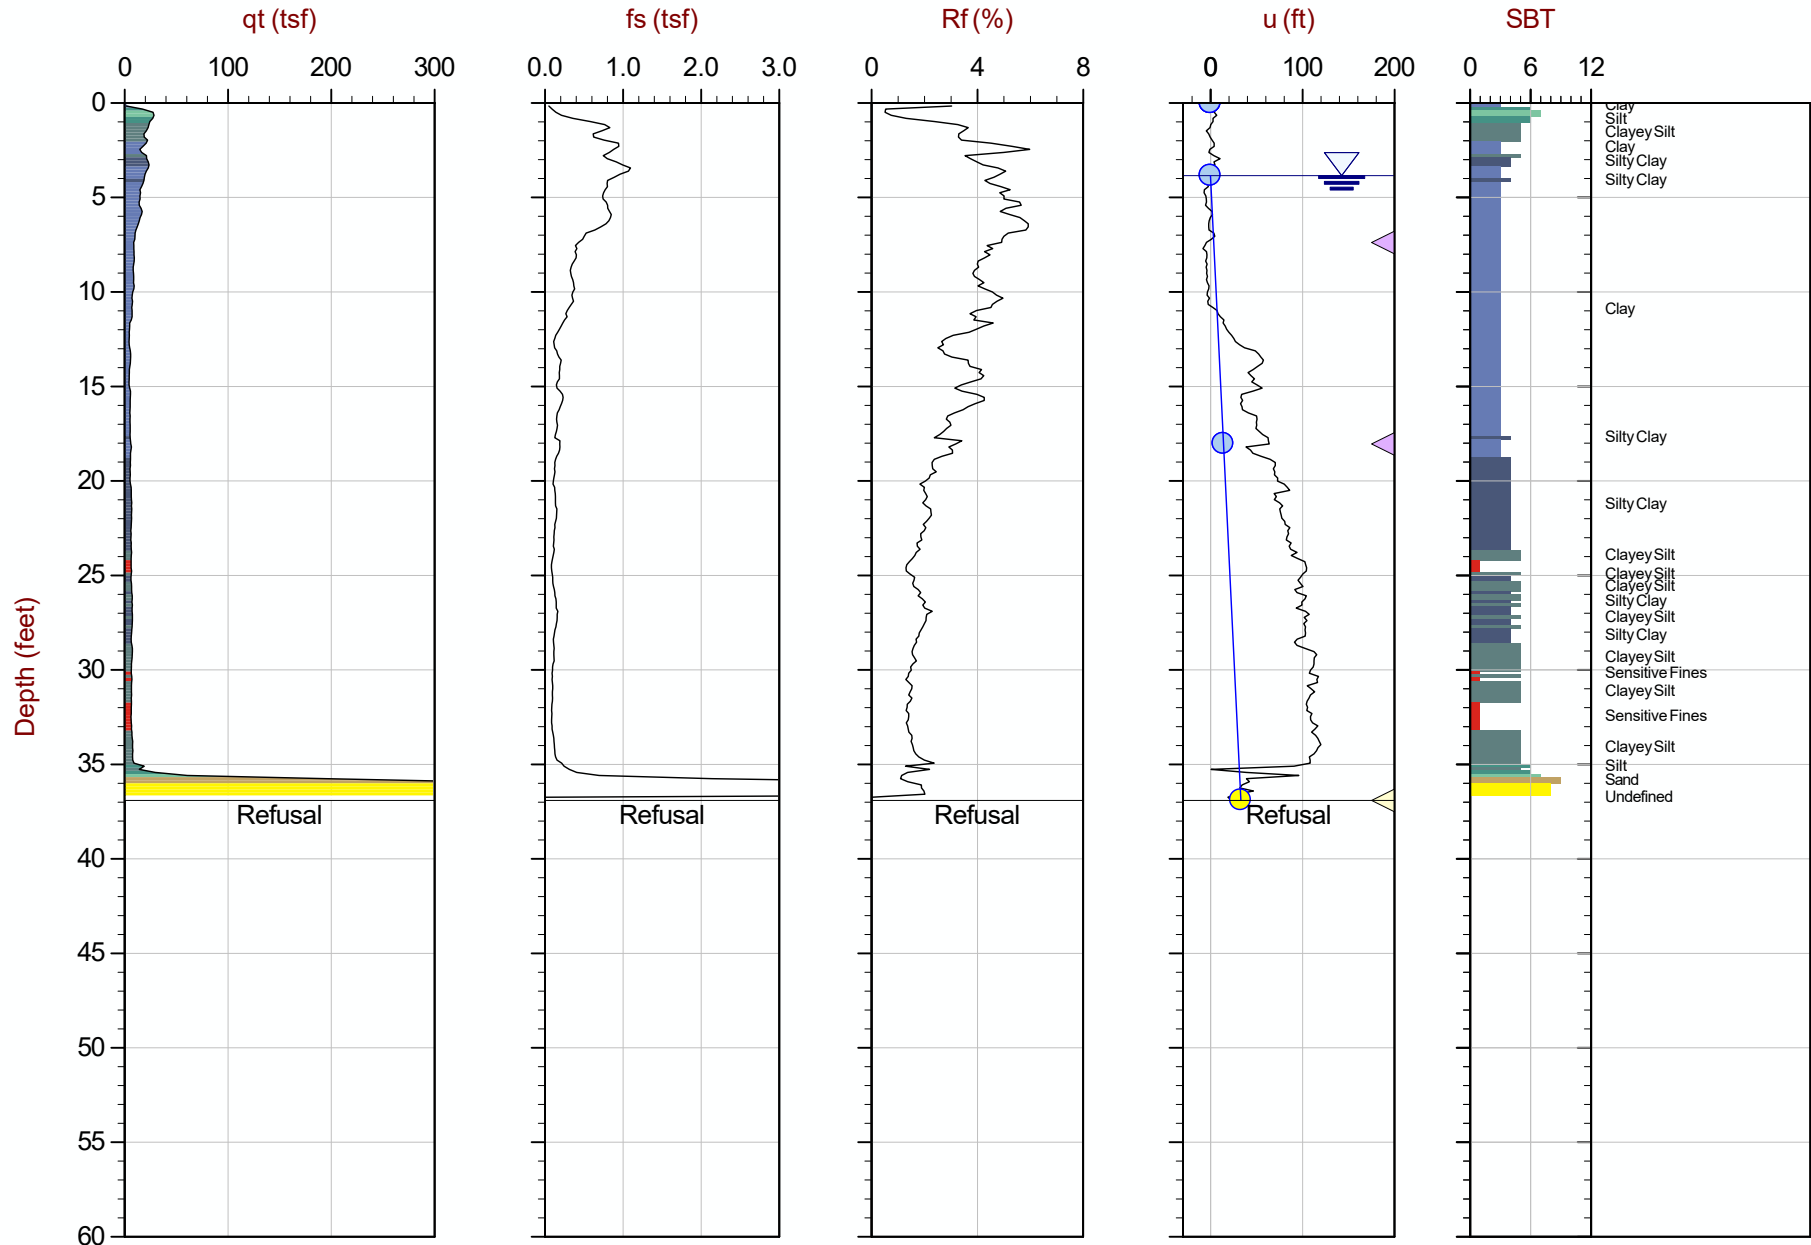 qt (tsf)
fs (tsf)
Rf (%)
u (ft)
SBT
0 100 200 300
0.0 1.0 2.0 3.0
0 4 8
0 100 200
0 6 12
Depth (feet)
0
5
10
15
20
25
30
35
40
45
50
55
60
Refusal
Refusal
Refusal
Refusal
Clay
Silt
Clayey Silt
Clay
Silty Clay
Silty Clay
Clay
Silty Clay
Silty Clay
Clayey Silt
Clayey Silt
Clayey Silt
Silty Clay
Clayey Silt
Silty Clay
Clayey Silt
Sensitive Fines
Clayey Silt
Sensitive Fines
Clayey Silt
Silt
Sand
Undefined